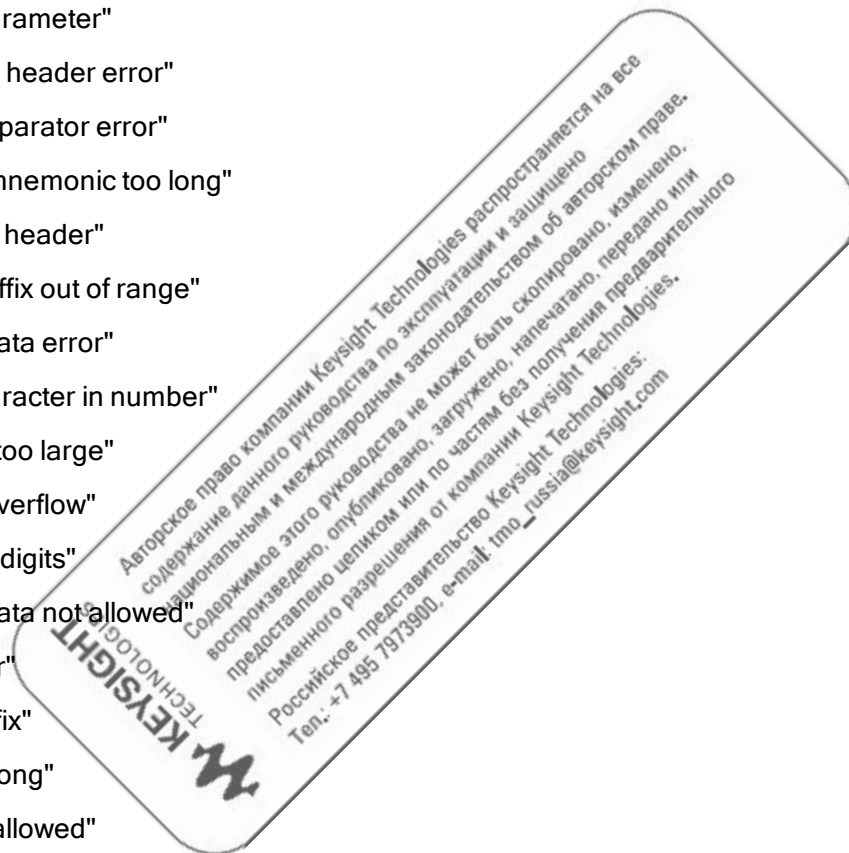 rameter"
header error"
parator error"
nnemonic too long"
header"
ffix out of range"
ata error"
racter in number"
too large"
verflow"
digits"
ata not allowed"
r"
fix"
ong"
allowed"
KEYSIGHT
TECHNOLOGIES
Авторское право компании Keysight Technologies распространяется на все
содержание данного руководства по эксплуатации и защищено
национальным и международным законодательством об авторском праве.
Содержимое этого руководства не может быть скопировано, изменено,
воспроизведено, опубликовано, загружено, напечатано, передано или
предоставлено целиком или по частям без получения предварительного
письменного разрешения от компании Keysight Technologies.
Российское представительство Keysight Technologies:
Тел.: +7 495 7973900, e-mail: tmo_russia@keysight.com